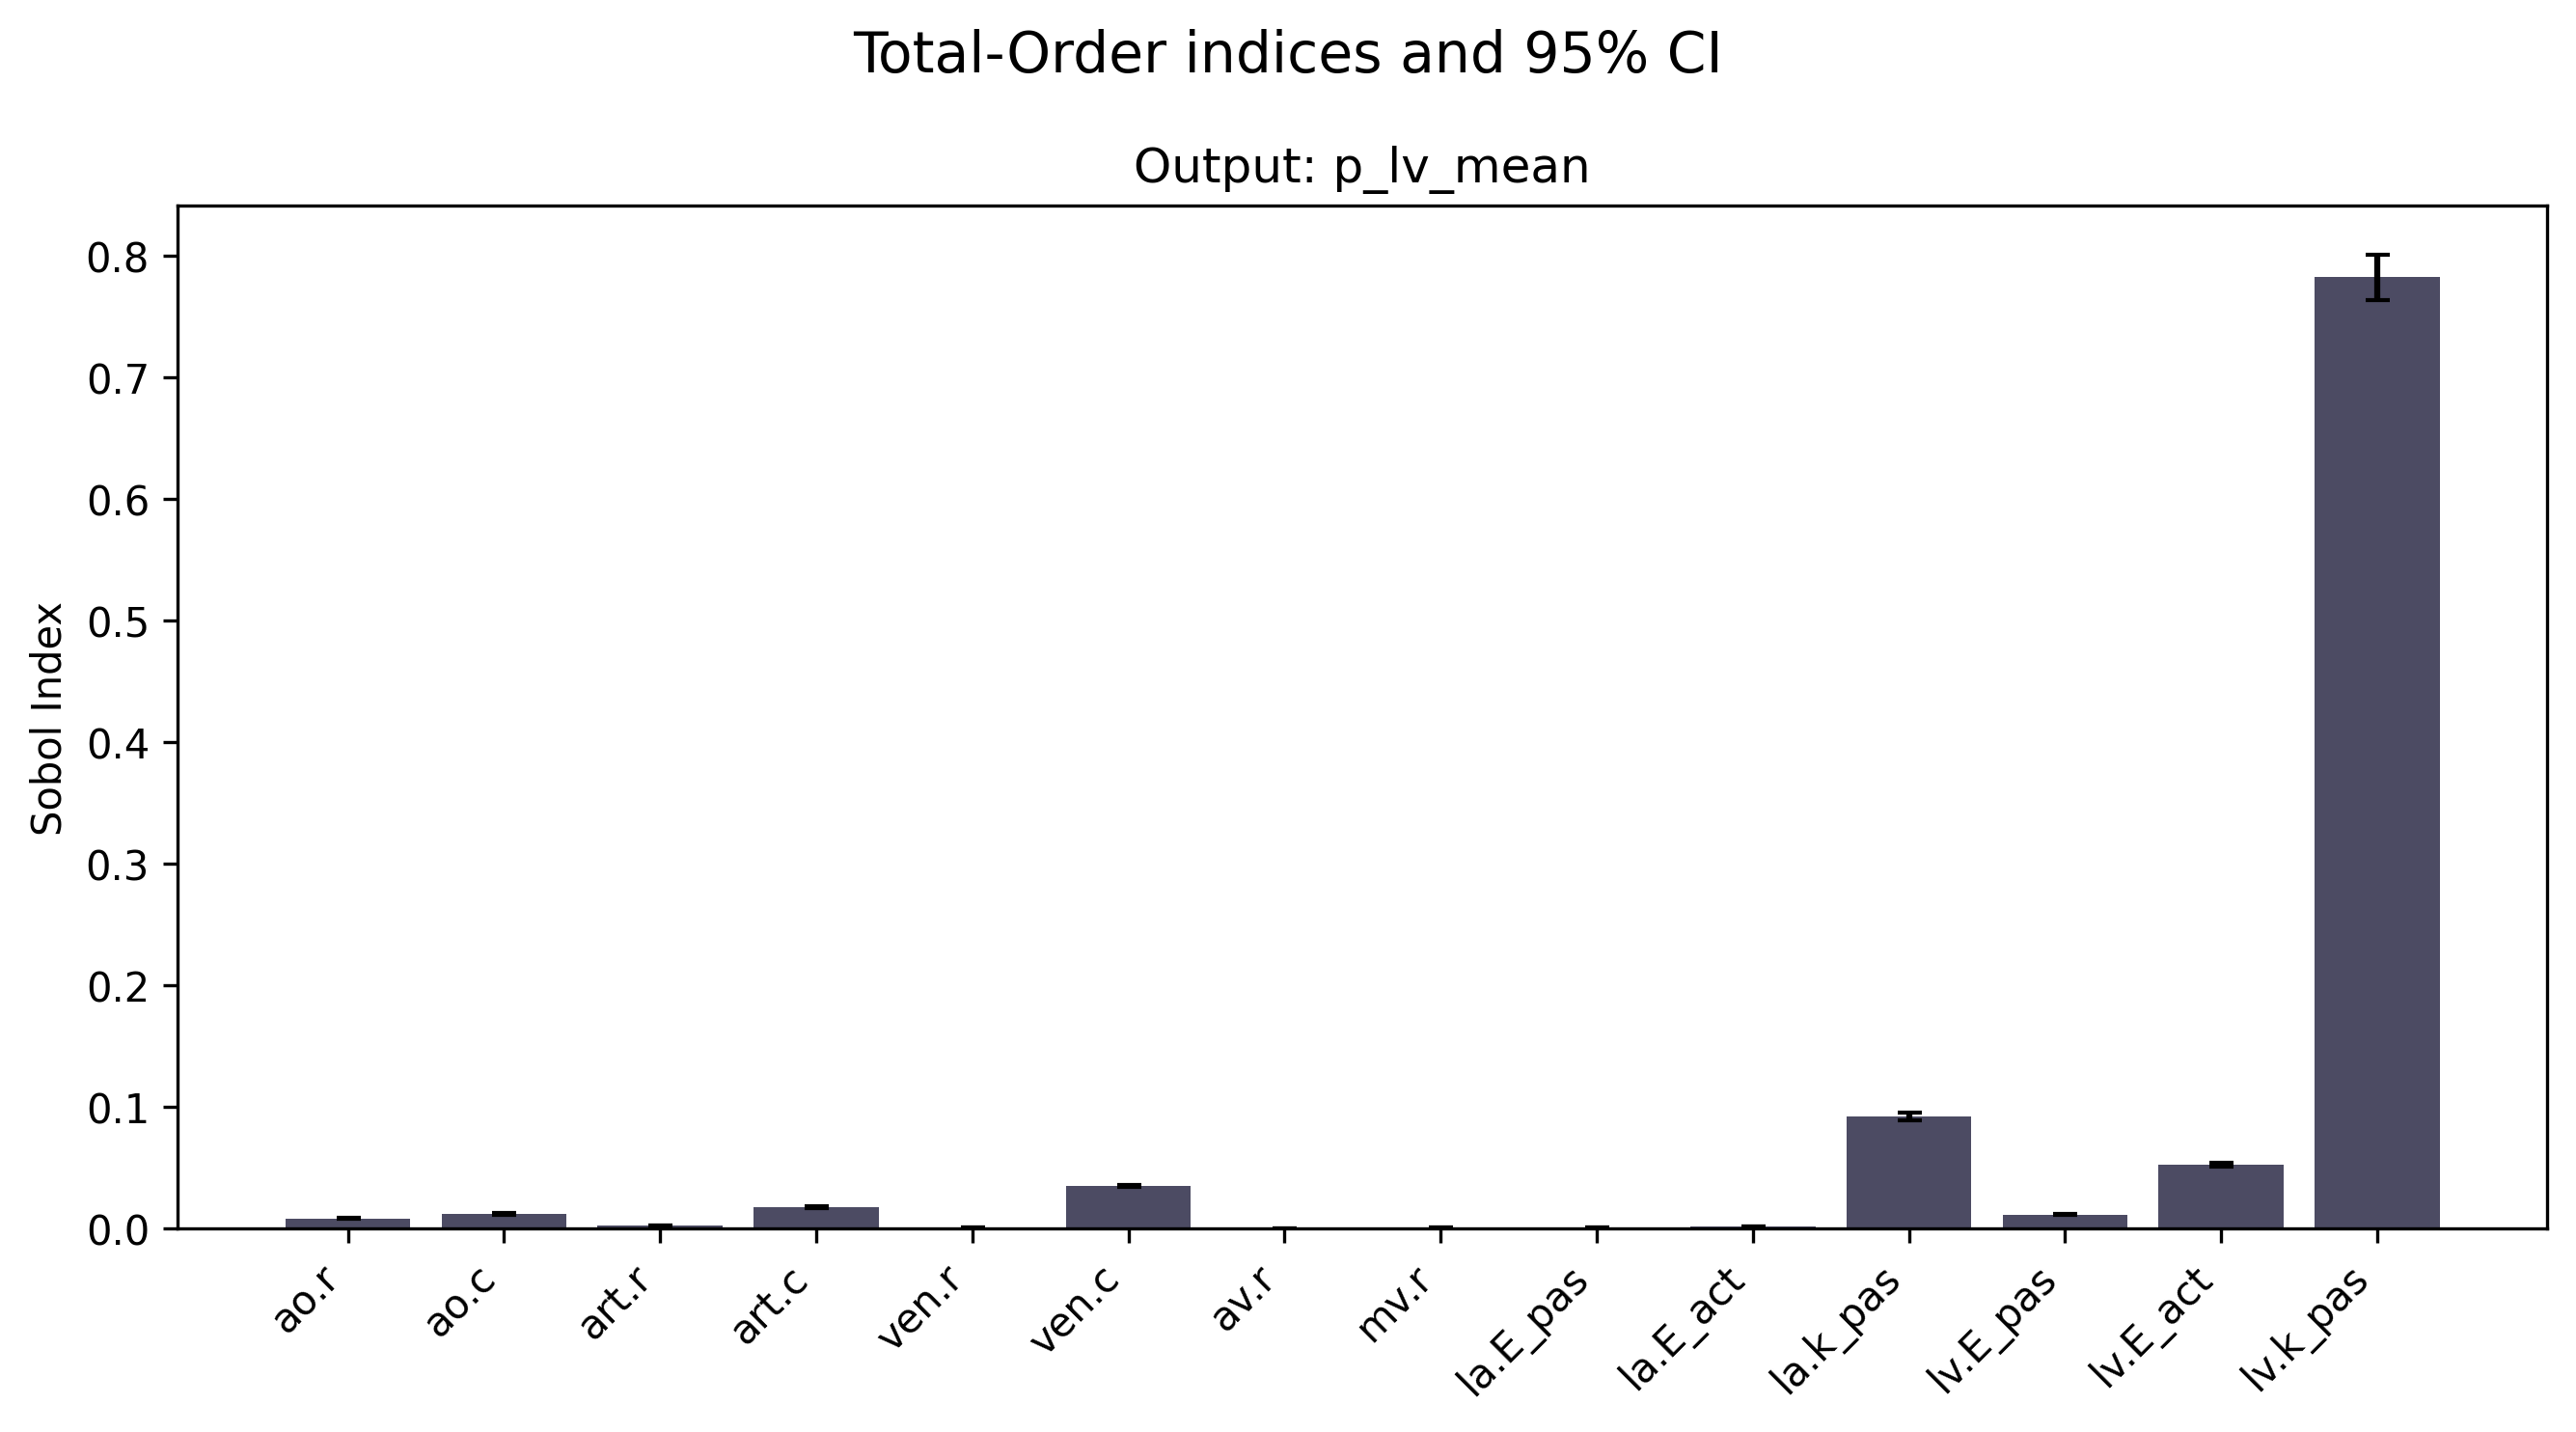 Total-Order indices and 95% CI
Output: p_lv_mean
Sobol Index
0.8
0.7
0.6
0.5
0.4
0.3
0.2
0.1
0.0
ao.r
ao.c
art.r
art.c
ven.r
ven.c
av.r
mv.r
la.E_pas
la.E_act
la.k_pas
lv.E_pas
lv.E_act
lv.k_pas